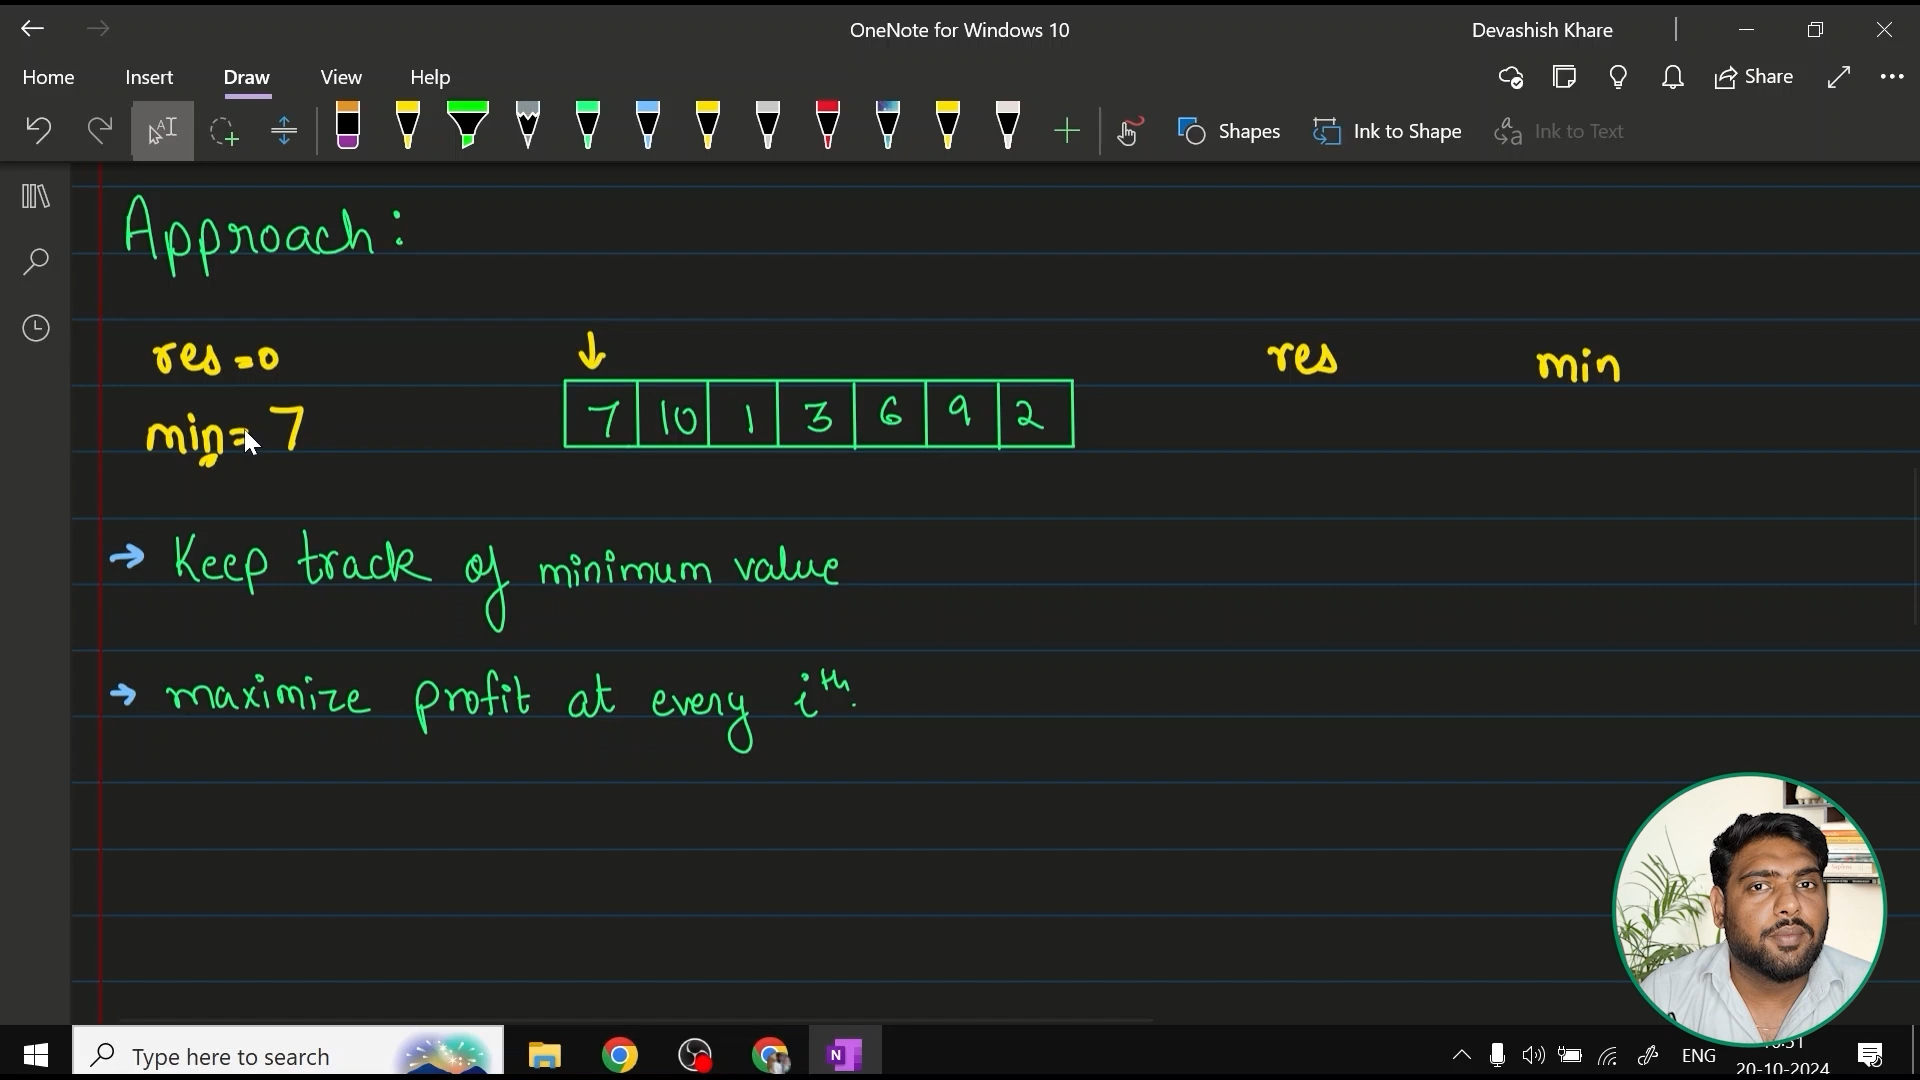 OneNote for Windows 10
Devashish Khare
Home Insert Draw View Help
Share
Shapes Ink to Shape Ink to Text
Approach:
res =0
res min
min= 7
7 10 1 3 6 9 2
→ Keep track of minimum value
→ maximize profit at every ith.
Type here to search
ENG
20-10-2024